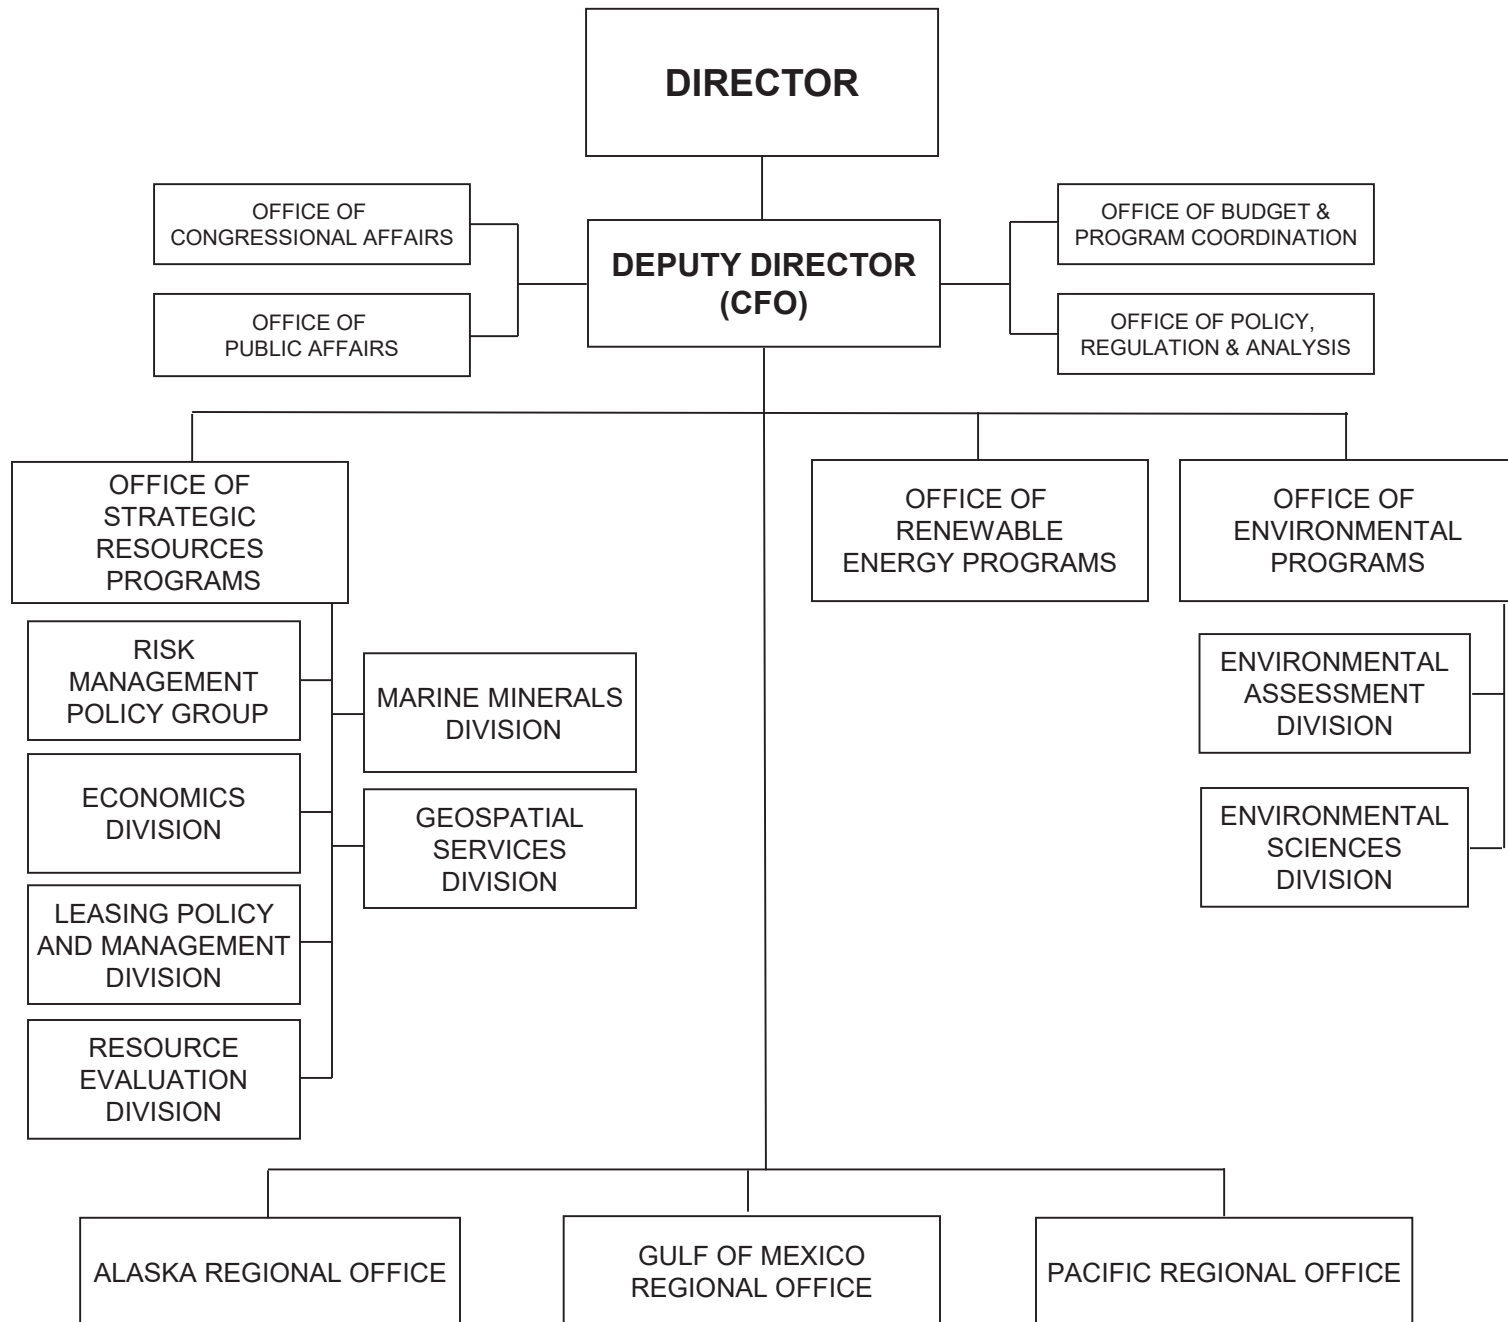 DIRECTOR
OFFICE OF
CONGRESSIONAL AFFAIRS
OFFICE OF BUDGET &
PROGRAM COORDINATION
DEPUTY DIRECTOR
(CFO)
OFFICE OF
PUBLIC AFFAIRS
OFFICE OF POLICY,
REGULATION & ANALYSIS
OFFICE OF
STRATEGIC
RESOURCES
PROGRAMS
OFFICE OF
RENEWABLE
ENERGY PROGRAMS
OFFICE OF
ENVIRONMENTAL
PROGRAMS
RISK
MANAGEMENT
POLICY GROUP
MARINE MINERALS
DIVISION
ENVIRONMENTAL
ASSESSMENT
DIVISION
ECONOMICS
DIVISION
GEOSPATIAL
SERVICES
DIVISION
ENVIRONMENTAL
SCIENCES
DIVISION
LEASING POLICY
AND MANAGEMENT
DIVISION
RESOURCE
EVALUATION
DIVISION
ALASKA REGIONAL OFFICE
GULF OF MEXICO
REGIONAL OFFICE
PACIFIC REGIONAL OFFICE